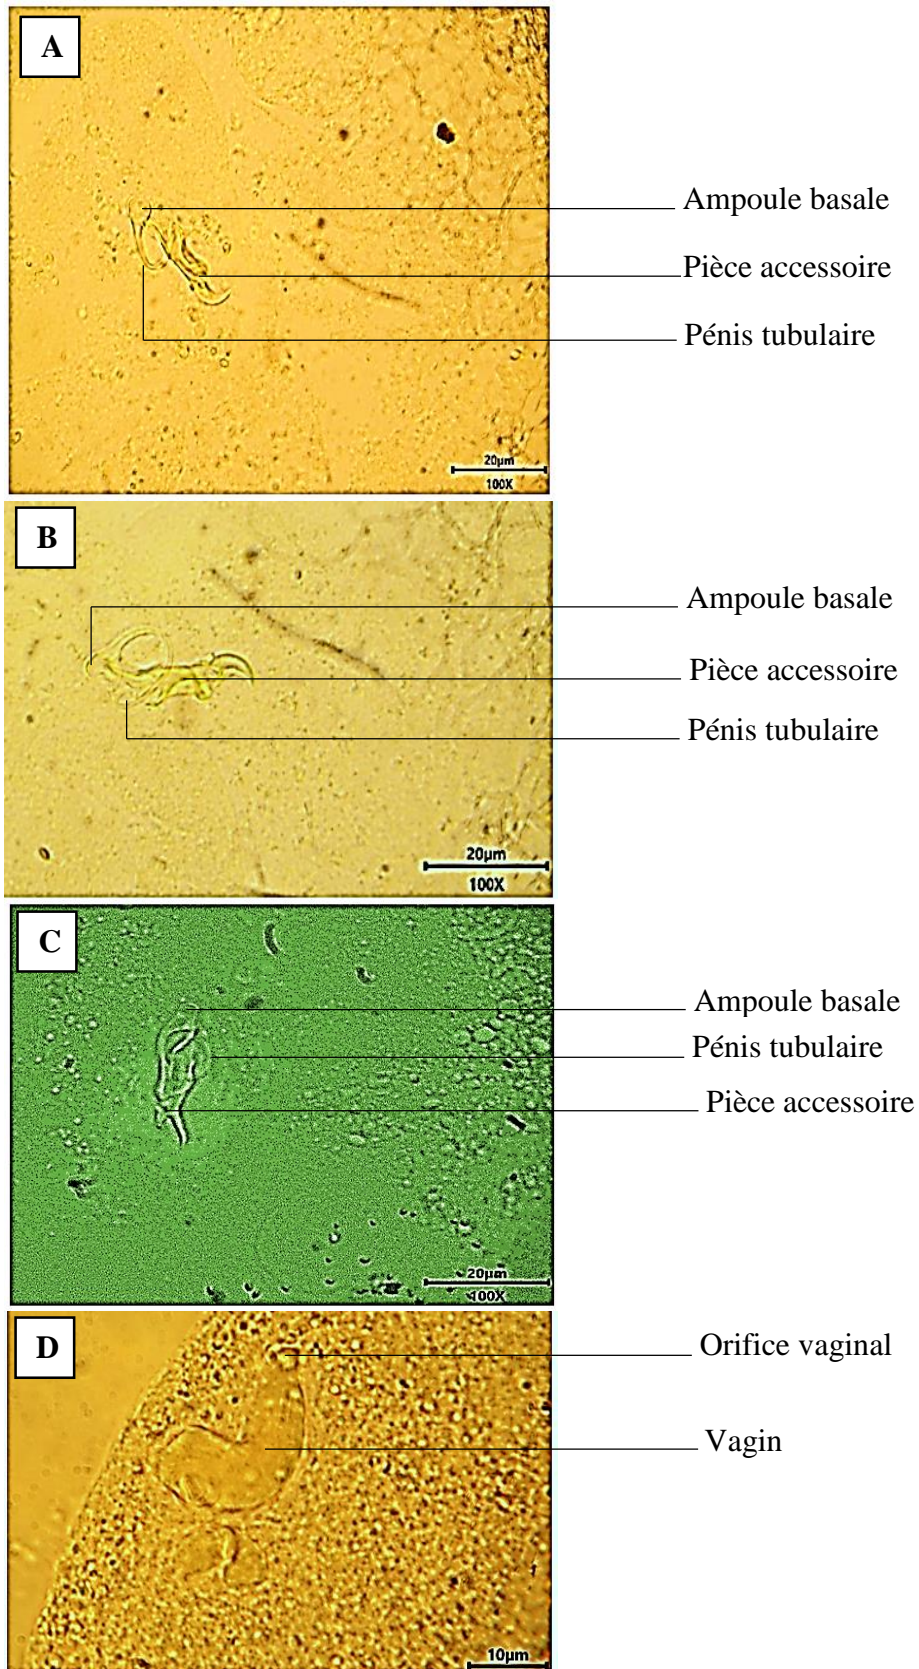 A
Ampoule basale
Pièce accessoire
Pénis tubulaire
20µm
100X
B
Ampoule basale
Pièce accessoire
Pénis tubulaire
20µm
100X
C
Ampoule basale
Pénis tubulaire
Pièce accessoire
20µm
100X
D
Orifice vaginal
Vagin
10µm